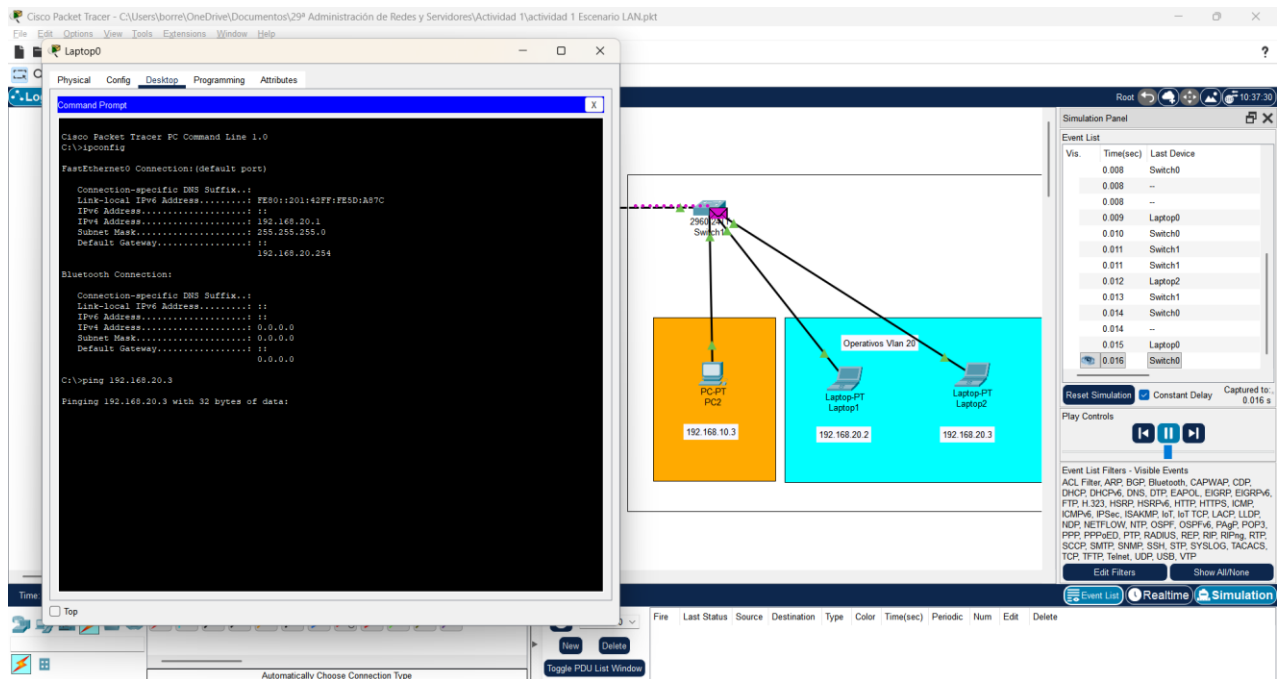 Cisco Packet Tracer - C:\Users\borre\OneDrive\Documentos\29ª Administración de Redes y Servidores\Actividad 1\actividad 1 Escenario LAN.pkt
File Edit Options View Tools Extensions Window Help
Laptop0
Physical Config Desktop Programming Attributes
Command Prompt
X
Cisco Packet Tracer PC Command Line 1.0
C:\>ipconfig
FastEthernet0 Connection:(default port)
Connection-specific DNS Suffix..:
Link-local IPv6 Address.........: FE80::201:42FF:FE5D:A87C
IPv6 Address....................: ::
IPv4 Address....................: 192.168.20.1
Subnet Mask.....................: 255.255.255.0
Default Gateway.................: ::
192.168.20.254
Bluetooth Connection:
Connection-specific DNS Suffix..:
Link-local IPv6 Address.........: ::
IPv6 Address....................: ::
IPv4 Address....................: 0.0.0.0
Subnet Mask.....................: 0.0.0.0
Default Gateway.................: ::
0.0.0.0
C:\>ping 192.168.20.3
Pinging 192.168.20.3 with 32 bytes of data:
Top
?
Root
10:37:30
Switch1
Operativos Vlan 20
PC-PT
PC2
Laptop-PT
Laptop1
Laptop-PT
Laptop2
192.168.10.3
192.168.20.2
192.168.20.3
Simulation Panel
Event List
Vis. Time(sec) Last Device
0.008 Switch0
0.008 --
0.008 --
0.009 Laptop0
0.010 Switch0
0.011 Switch1
0.011 Switch1
0.012 Laptop2
0.013 Switch1
0.014 Switch0
0.014 --
0.015 Laptop0
0.016 Switch0
Reset Simulation Constant Delay Captured to:
0.016 s
Play Controls
Event List Filters - Visible Events
ACL Filter, ARP, BGP, Bluetooth, CAPWAP, CDP,
DHCP, DHCPv6, DNS, DTP, EAPOL, EIGRP, EIGRPv6,
FTP, H.323, HSRP, HSRPv6, HTTP, HTTPS, ICMP,
ICMPv6, IPSec, ISAKMP, IoT, IoT TCP, LACP, LLDP,
NDP, NETFLOW, NTP, OSPF, OSPFv6, PAgP, POP3,
PPP, PPPoED, PTP, RADIUS, REP, RIP, RIPng, RTP,
SCCP, SMTP, SNMP, SSH, STP, SYSLOG, TACACS,
TCP, TFTP, Telnet, UDP, USB, VTP
Edit Filters Show All/None
Time:
Event List Realtime Simulation
Fire Last Status Source Destination Type Color Time(sec) Periodic Num Edit Delete
New Delete
Toggle PDU List Window
Automatically Choose Connection Type